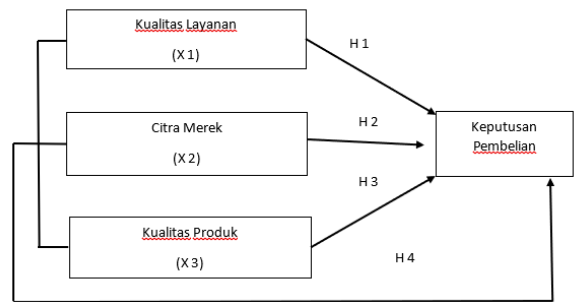 Kualitas Layanan
(X 1)
H 1
Citra Merek
(X 2)
H 2
Keputusan
Pembelian
H 3
Kualitas Produk
(X 3)
H 4